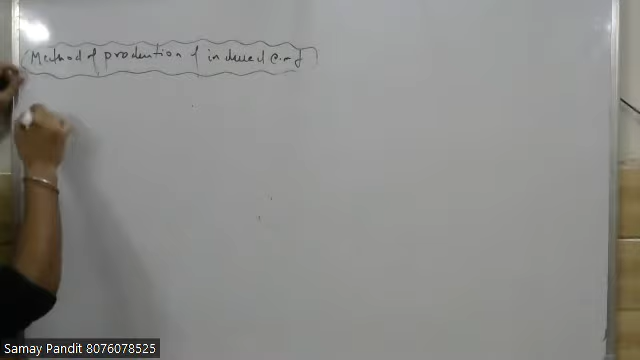 Method of production of induced e.m.f
Samay Pandit 8076078525